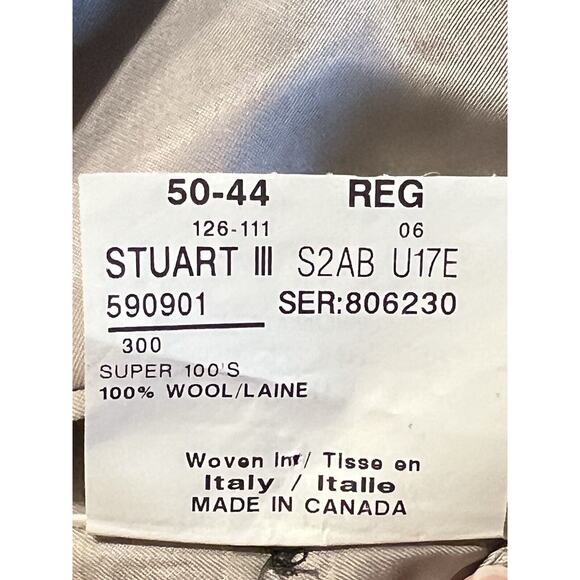 50-44 REG
126-111 06
STUART III S2AB U17E
590901 SER:806230
300
SUPER 100'S
100% WOOL/LAINE
Woven in/ Tisse en
Italy / Italie
MADE IN CANADA